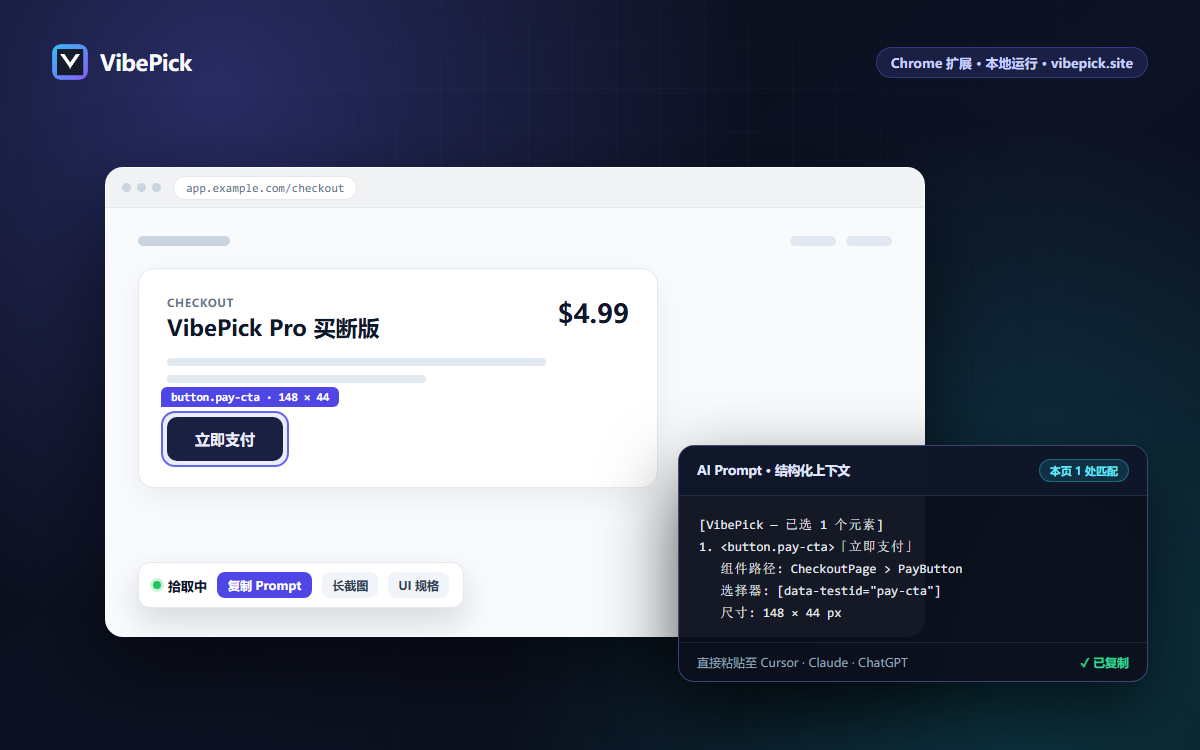 VibePick
Chrome 扩展 • 本地运行 • vibepick.site
app.example.com/checkout
CHECKOUT
VibePick Pro 买断版
$4.99
button.pay-cta · 148 × 44
立即支付
拾取中
复制 Prompt
长截图
UI 规格
AI Prompt • 结构化上下文
本页 1 处匹配
[VibePick — 已选 1 个元素]
1. <button.pay-cta>「立即支付」
组件路径: CheckoutPage > PayButton
选择器: [data-testid="pay-cta"]
尺寸: 148 × 44 px
直接粘贴至 Cursor · Claude · ChatGPT
✓ 已复制